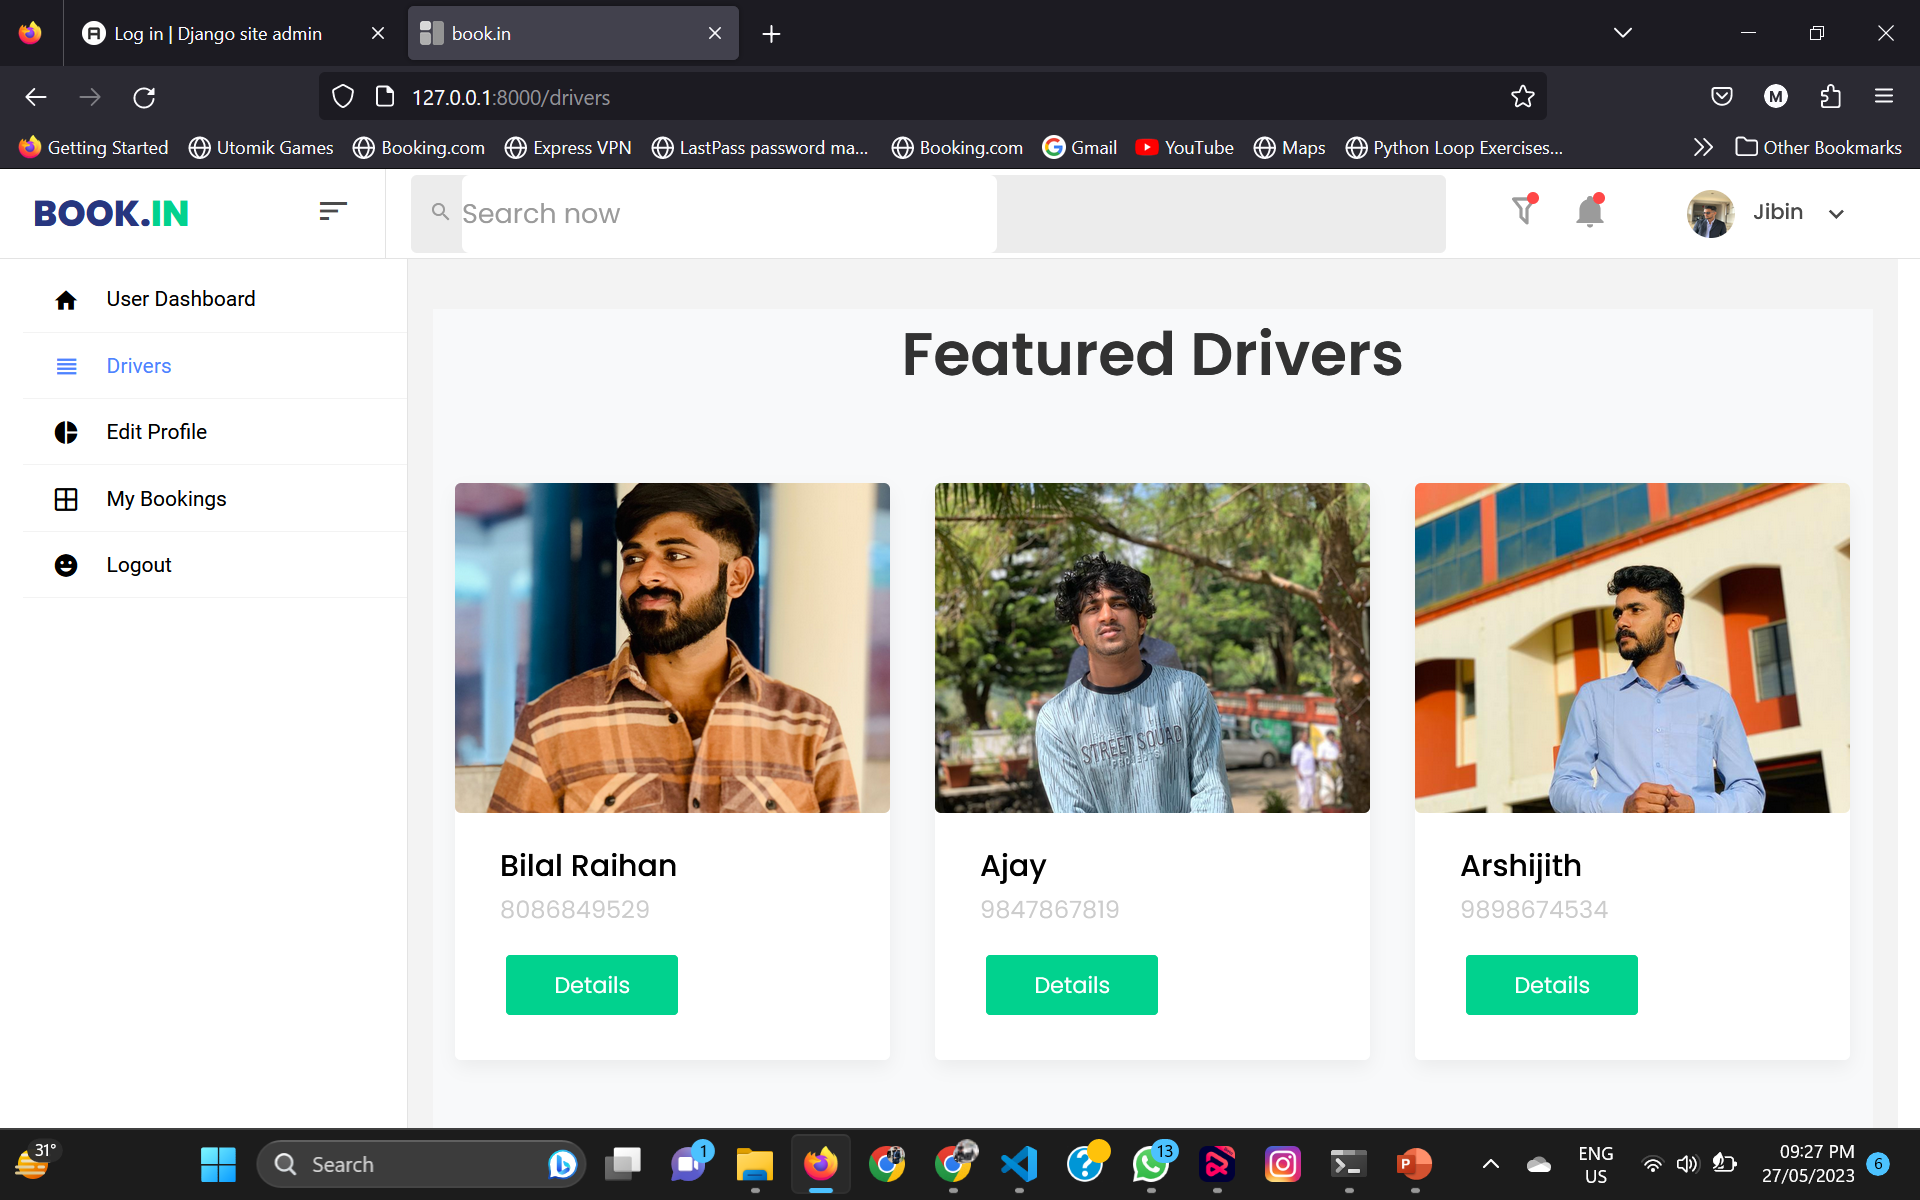 Log in | Django site admin
book.in
127.0.0.1:8000/drivers
Getting Started
Utomik Games
Booking.com
Express VPN
LastPass password ma...
Booking.com
Gmail
YouTube
Maps
Python Loop Exercises...
Other Bookmarks
BOOK.IN
Search now
Jibin
User Dashboard
Drivers
Edit Profile
My Bookings
Logout
Featured Drivers
STREET SQUAD
Bilal Raihan
8086849529
Details
Ajay
9847867819
Details
Arshijith
9898674534
Details
31°
Search
1
13
ENG
US
09:27 PM
27/05/2023
6